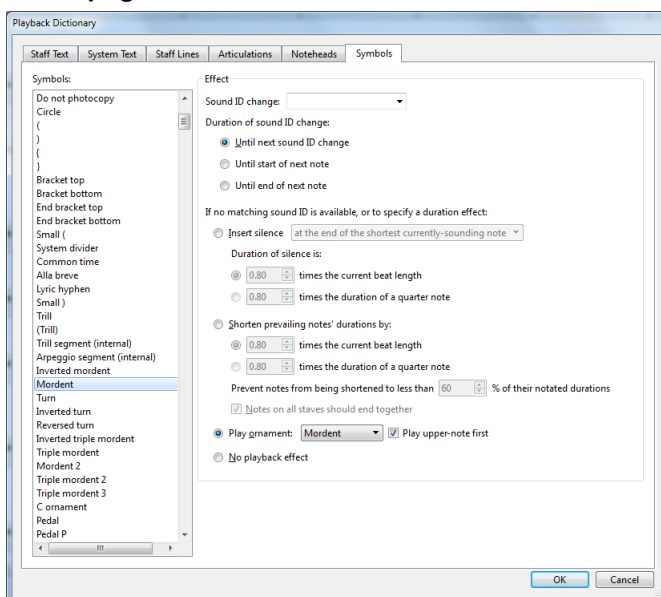 Playback Dictionary
Staff Text
System Text
Staff Lines
Articulations
Noteheads
Symbols
Symbols:
Do not photocopy
Circle
(
)
{
}
Bracket top
Bracket bottom
End bracket top
End bracket bottom
Small (
System divider
Common time
Alla breve
Lyric hyphen
Small )
Trill
(Trill)
Trill segment (internal)
Arpeggio segment (internal)
Inverted mordent
Mordent
Turn
Inverted turn
Reversed turn
Inverted triple mordent
Triple mordent
Mordent 2
Triple mordent 2
Triple mordent 3
C ornament
Pedal
Pedal P
Effect
Sound ID change:
Duration of sound ID change:
Until next sound ID change
Until start of next note
Until end of next note
If no matching sound ID is available, or to specify a duration effect:
Insert silence at the end of the shortest currently-sounding note
Duration of silence is:
0.80 times the current beat length
0.80 times the duration of a quarter note
Shorten prevailing notes' durations by:
0.80 times the current beat length
0.80 times the duration of a quarter note
Prevent notes from being shortened to less than 60 % of their notated durations
Notes on all staves should end together
Play ornament: Mordent Play upper-note first
No playback effect
OK Cancel